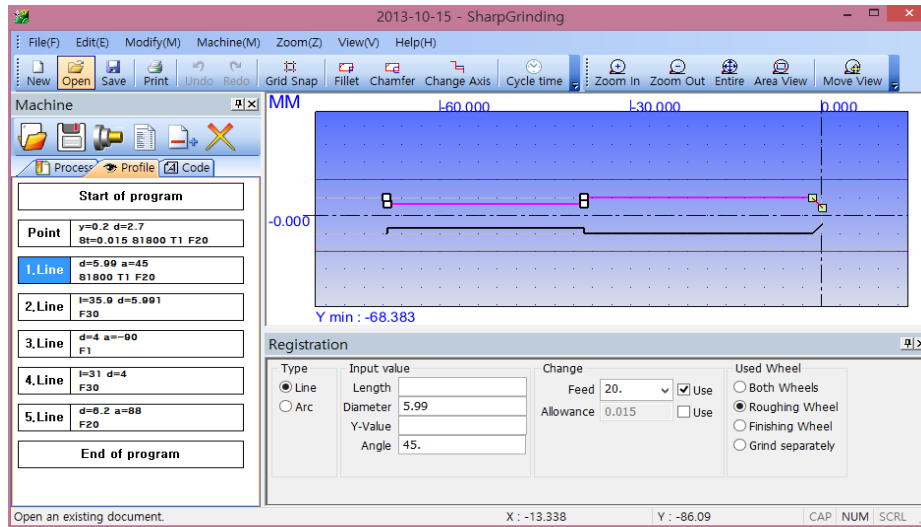 2013-10-15 - SharpGrinding
File(F) Edit(E) Modify(M) Machine(M) Zoom(Z) View(V) Help(H)
New Open Save Print Undo Redo Grid Snap Fillet Chamfer Change Axis Cycle time Zoom In Zoom Out Entire Area View Move View
Machine
Process Profile Code
Start of program
Point y=0.2 d=2.7
St=0.015 S1800 T1 F20
1,Line d=5.99 a=45
S1800 T1 F20
2,Line l=35.9 d=5.991
F30
3,Line d=4 a=-90
F1
4,Line l=31 d=4
F30
5,Line d=6.2 a=88
F20
End of program
MM -60.000 -30.000 0.000
-0.000
Y min : -68.383
Registration
Type
Line
Arc
Input value
Length
Diameter 5.99
Y-Value
Angle 45.
Change
Feed 20. Use
Allowance 0.015 Use
Used Wheel
Both Wheels
Roughing Wheel
Finishing Wheel
Grind separately
Open an existing document. X : -13.338 Y : -86.09 CAP NUM SCRL